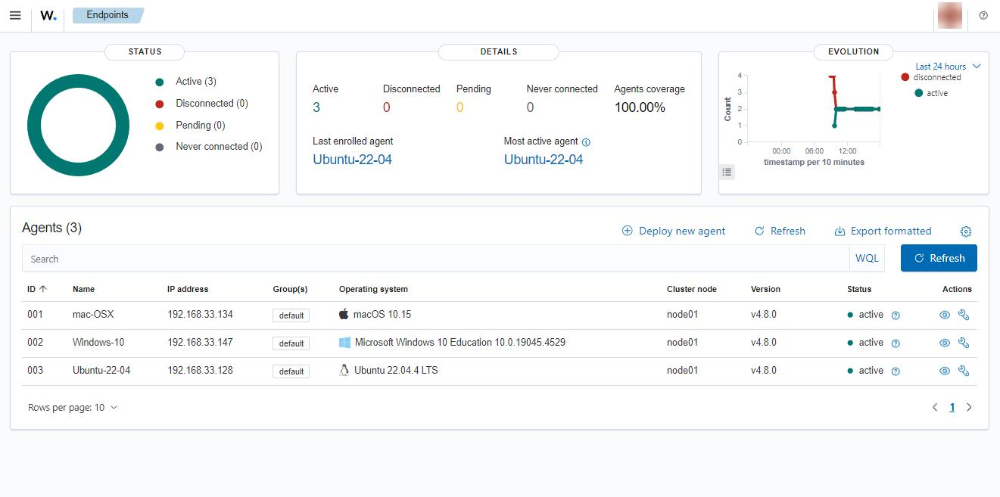 W. Endpoints
STATUS
Active (3)
Disconnected (0)
Pending (0)
Never connected (0)
DETAILS
Active Disconnected Pending Never connected Agents coverage
3 0 0 0 100.00%
Last enrolled agent Most active agent
Ubuntu-22-04 Ubuntu-22-04
EVOLUTION
Last 24 hours
disconnected
active
Count
4
3
2
1
0
00:00 06:00 12:00
timestamp per 10 minutes
Agents (3)
Deploy new agent Refresh Export formatted
Search WQL Refresh
ID Name IP address Group(s) Operating system Cluster node Version Status Actions
001 mac-OSX 192.168.33.134 default macOS 10.15 node01 v4.8.0 active
002 Windows-10 192.168.33.147 default Microsoft Windows 10 Education 10.0.19045.4529 node01 v4.8.0 active
003 Ubuntu-22-04 192.168.33.128 default Ubuntu 22.04.4 LTS node01 v4.8.0 active
Rows per page: 10 1